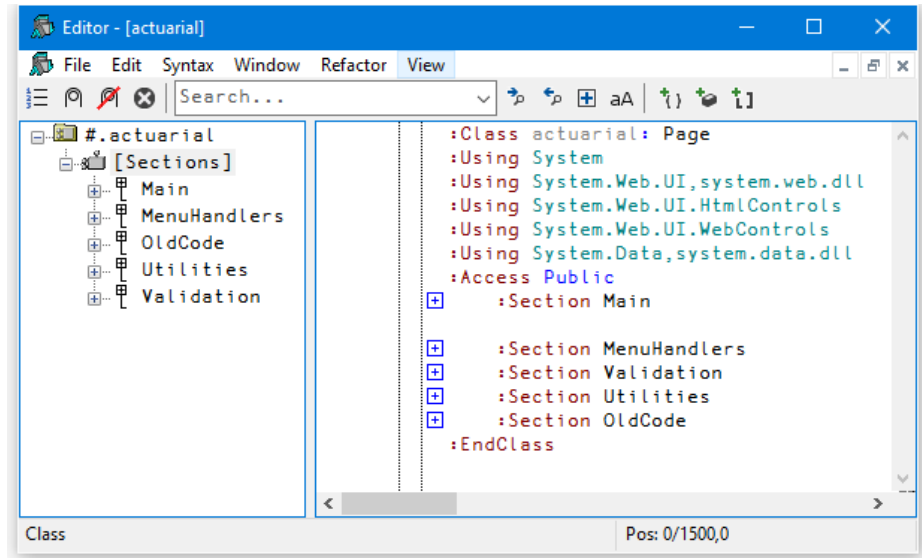 Editor - [actuarial]
File Edit Syntax Window Refactor View
Search... aA
#.actuarial
[Sections]
Main
MenuHandlers
OldCode
Utilities
Validation
:Class actuarial: Page
:Using System
:Using System.Web.UI,system.web.dll
:Using System.Web.UI.HtmlControls
:Using System.Web.UI.WebControls
:Using System.Data,system.data.dll
:Access Public
:Section Main
:Section MenuHandlers
:Section Validation
:Section Utilities
:Section OldCode
:EndClass
Class Pos: 0/1500,0